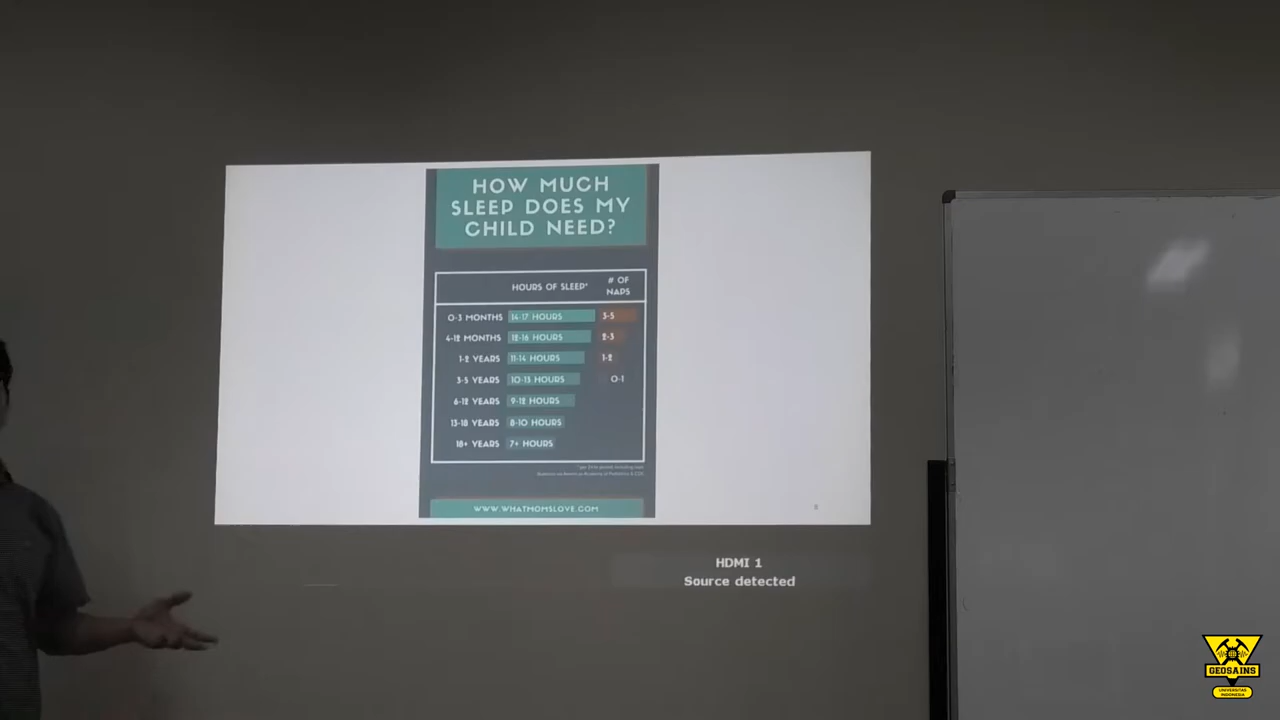 HOW MUCH
SLEEP DOES MY
CHILD NEED?
HOURS OF SLEEP*
# OF
NAPS
0-3 MONTHS 14-17 HOURS 3-5
4-12 MONTHS 12-16 HOURS 2-3
1-2 YEARS 11-14 HOURS 1-2
3-5 YEARS 10-13 HOURS 0-1
6-12 YEARS 9-12 HOURS
13-18 YEARS 8-10 HOURS
18+ YEARS 7+ HOURS
WWW.WHATMOMSLOVE.COM
HDMI 1
Source detected
GEOSAINS
UNIVERSITAS
INDONESIA